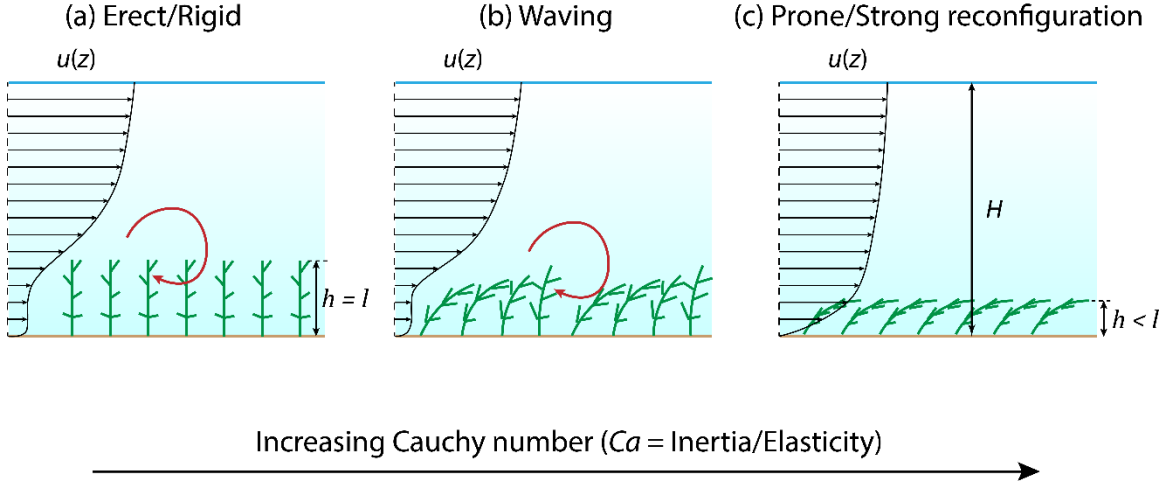 (a) Erect/Rigid
(b) Waving
(c) Prone/Strong reconfiguration
u(z)
u(z)
u(z)
H
h = l
h < l
Increasing Cauchy number (Ca = Inertia/Elasticity)